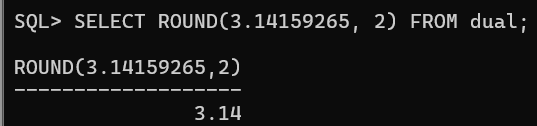 SQL> SELECT ROUND(3.14159265, 2) FROM dual;
ROUND(3.14159265,2)
-------------------
3.14